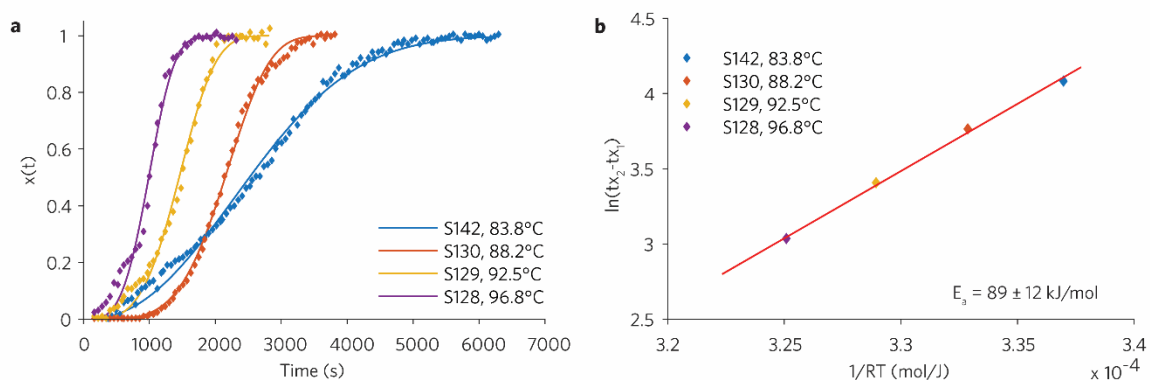 a
x(t)
1
0.8
0.6
0.4
0.2
0
0
1000
2000
3000
4000
5000
6000
7000
Time (s)
S142, 83.8°C
S130, 88.2°C
S129, 92.5°C
S128, 96.8°C
b
S142, 83.8°C
S130, 88.2°C
S129, 92.5°C
S128, 96.8°C
ln(tx₂-tx₁)
4.5
4
3.5
3
2.5
3.2
3.25
3.3
3.35
3.4
1/RT (mol/J)
x 10⁻⁴
Eₐ = 89 ± 12 kJ/mol